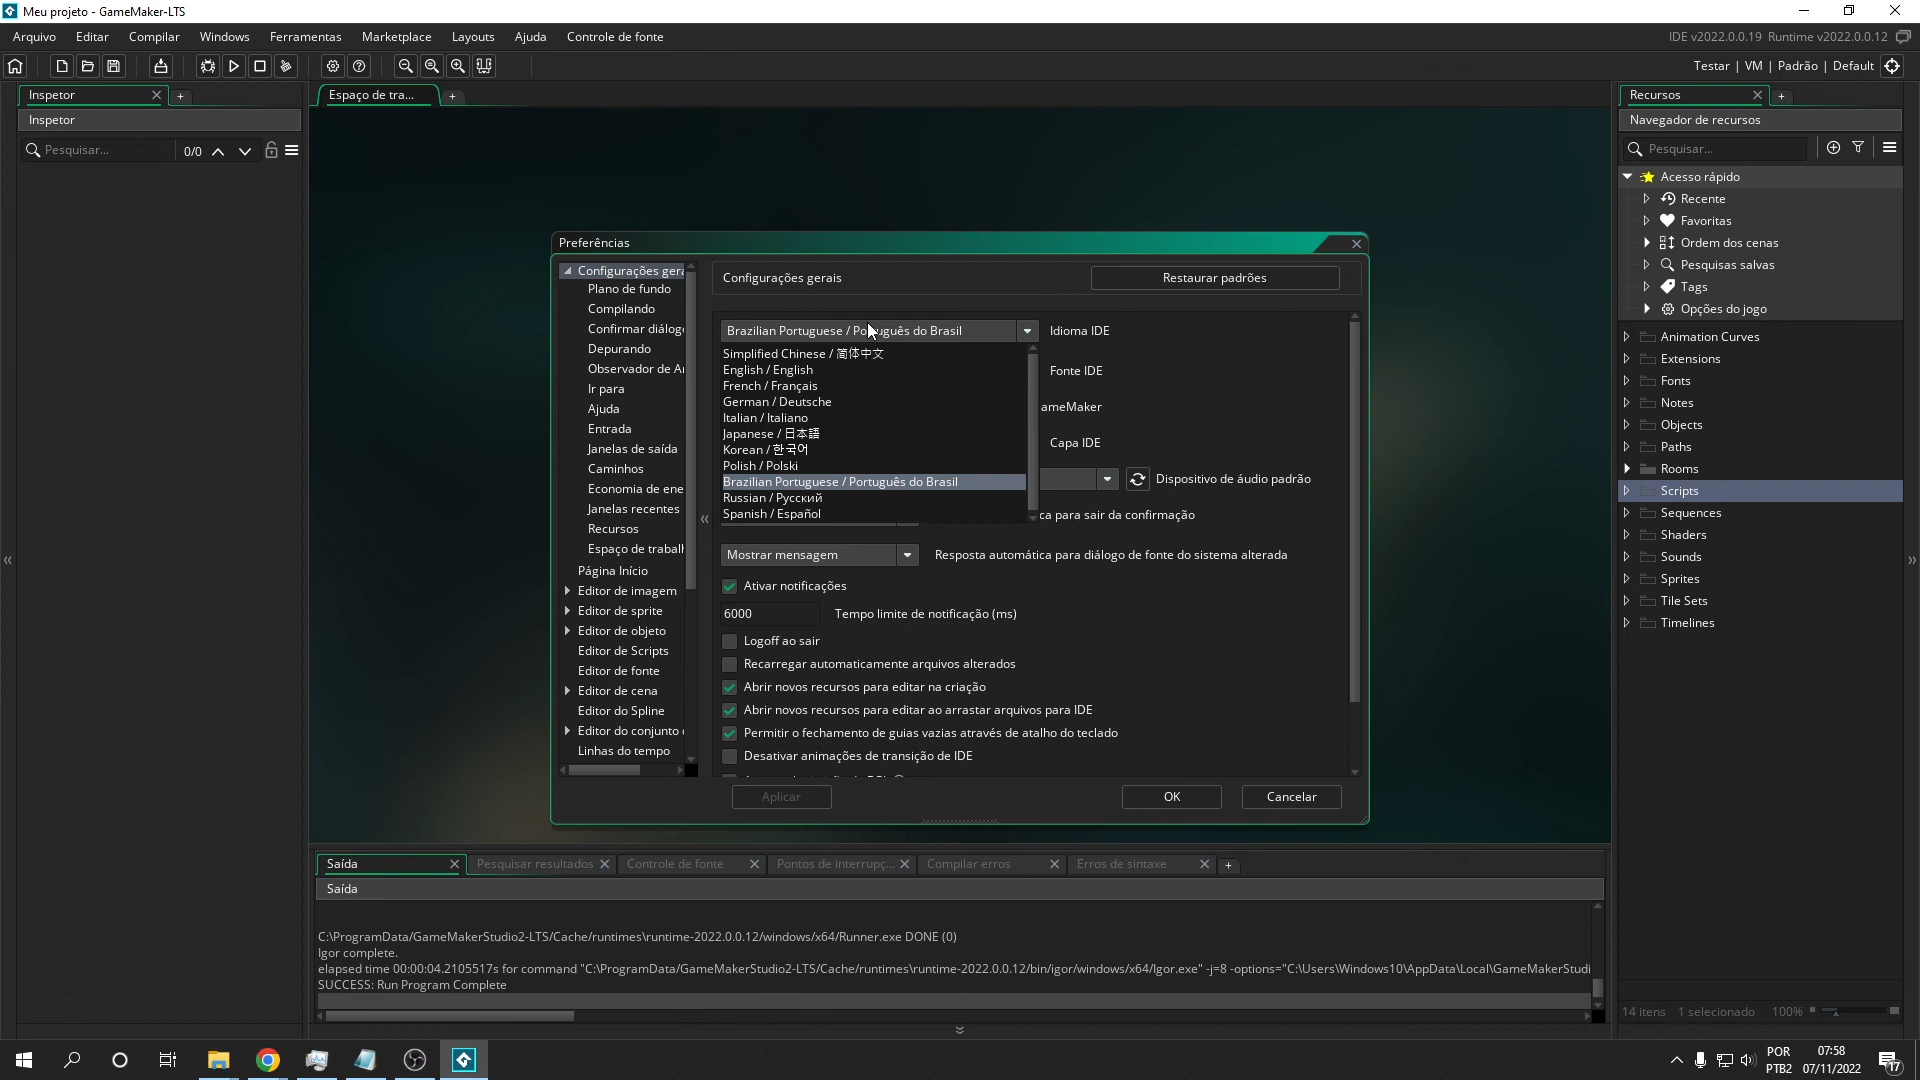 Meu projeto - GameMaker-LTS
Arquivo Editar Compilar Windows Ferramentas Marketplace Layouts Ajuda Controle de fonte
IDE v2022.0.0.19 Runtime v2022.0.0.12
Testar | VM | Padrão | Default
Inspetor
Inspetor
Pesquisar... 0/0
Espaço de tra...
Preferências
Configurações gera
Plano de fundo
Compilando
Confirmar diálog
Depurando
Observador de A
Ir para
Ajuda
Entrada
Janelas de saída
Caminhos
Economia de ene
Janelas recentes
Recursos
Espaço de traball
Página Início
Editor de imagem
Editor de sprite
Editor de objeto
Editor de Scripts
Editor de fonte
Editor de cena
Editor do Spline
Editor do conjunto
Linhas do tempo
Configurações gerais
Restaurar padrões
Brazilian Portuguese / Português do Brasil Idioma IDE
Simplified Chinese / 简体中文
English / English
French / Français
German / Deutsche
Italian / Italiano
Japanese / 日本語
Korean / 한국어
Polish / Polski
Brazilian Portuguese / Português do Brasil
Russian / Русский
Spanish / Español
Fonte IDE
ameMaker
Capa IDE
Dispositivo de áudio padrão
ca para sair da confirmação
Mostrar mensagem Resposta automática para diálogo de fonte do sistema alterada
Ativar notificações
6000 Tempo limite de notificação (ms)
Logoff ao sair
Recarregar automaticamente arquivos alterados
Abrir novos recursos para editar na criação
Abrir novos recursos para editar ao arrastar arquivos para IDE
Permitir o fechamento de guias vazias através de atalho do teclado
Desativar animações de transição de IDE
Aplicar OK Cancelar
Saída Pesquisar resultados Controle de fonte Pontos de interrupç... Compilar erros Erros de sintaxe
Saída
C:\ProgramData/GameMakerStudio2-LTS/Cache/runtimes\runtime-2022.0.0.12/windows/x64/Runner.exe DONE (0)
Igor complete.
elapsed time 00:00:04.2105517s for command "C:\ProgramData/GameMakerStudio2-LTS/Cache/runtimes\runtime-2022.0.0.12/bin/igor/windows/x64/Igor.exe" -j=8 -options="C:\Users\Windows10\AppData\Local\GameMakerStudi
SUCCESS: Run Program Complete
Recursos
Navegador de recursos
Pesquisar...
Acesso rápido
Recente
Favoritas
Ordem dos cenas
Pesquisas salvas
Tags
Opções do jogo
Animation Curves
Extensions
Fonts
Notes
Objects
Paths
Rooms
Scripts
Sequences
Shaders
Sounds
Sprites
Tile Sets
Timelines
14 itens 1 selecionado 100%
POR
PTB2
07:58
07/11/2022
17